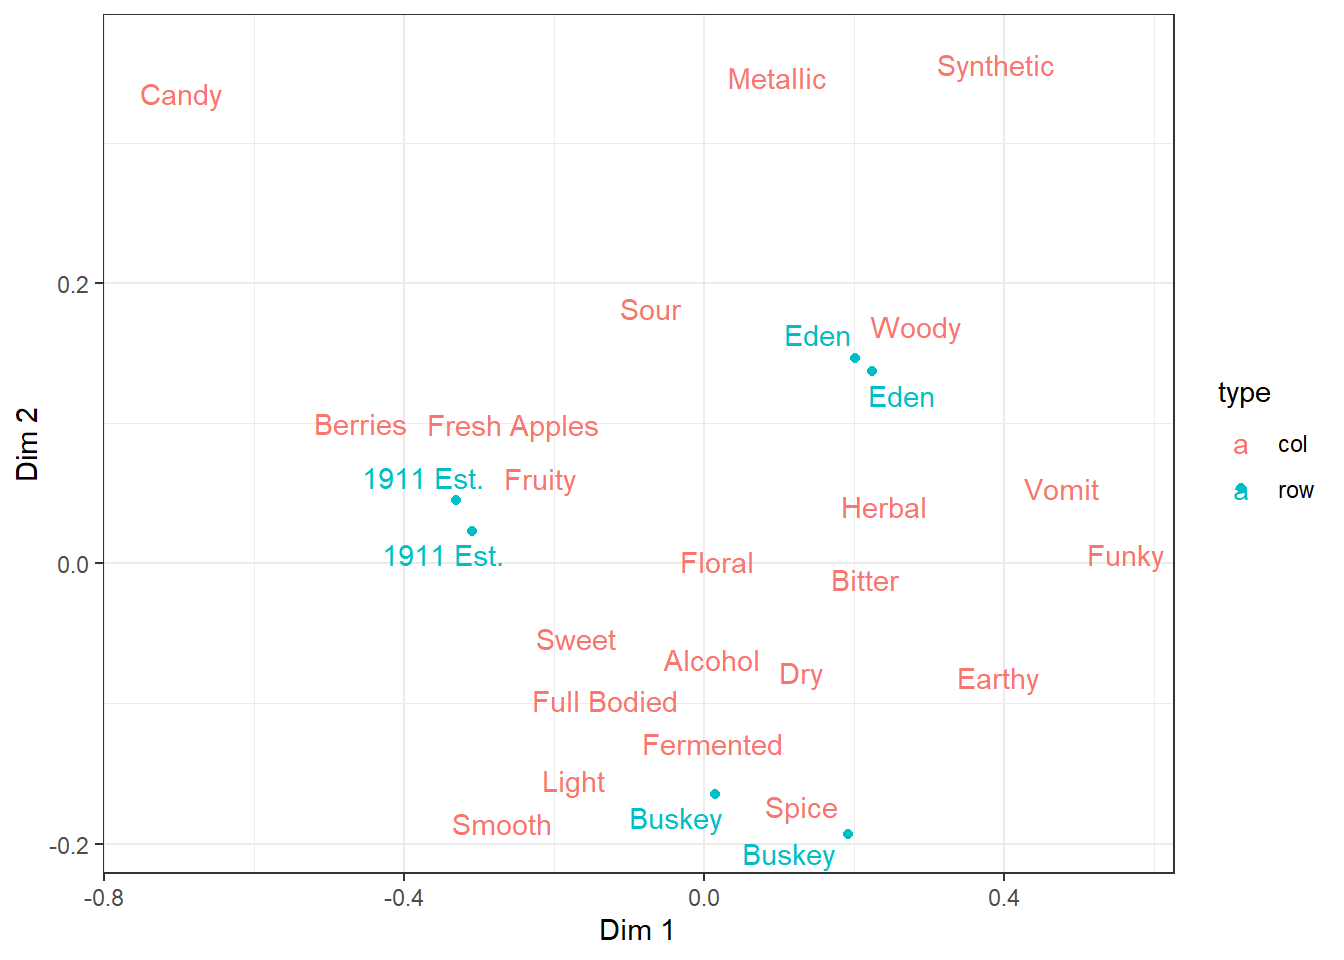 Synthetic
Metallic
Candy
0.2
Sour
Woody
Eden
Eden
type
Berries
Fresh Apples
Dim 2
a col
1911 Est.
Fruity
Vomit
a row
Herbal
1911 Est.
Funky
0.0
Floral
Bitter
Sweet
Alcohol
Dry
Earthy
Full Bodied
Fermented
Light
Spice
Buskey
Smooth
-0.2
Buskey
-0.8 -0.4 0.0 0.4
Dim 1